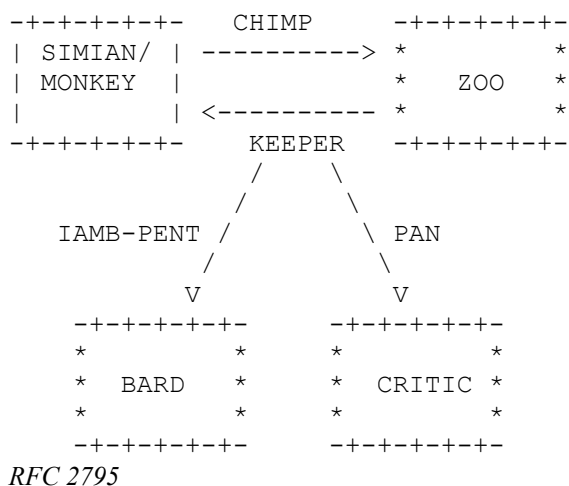 CHIMP
SIMIAN/
MONKEY
ZOO
KEEPER
IAMB-PENT
PAN
BARD
CRITIC
RFC 2795